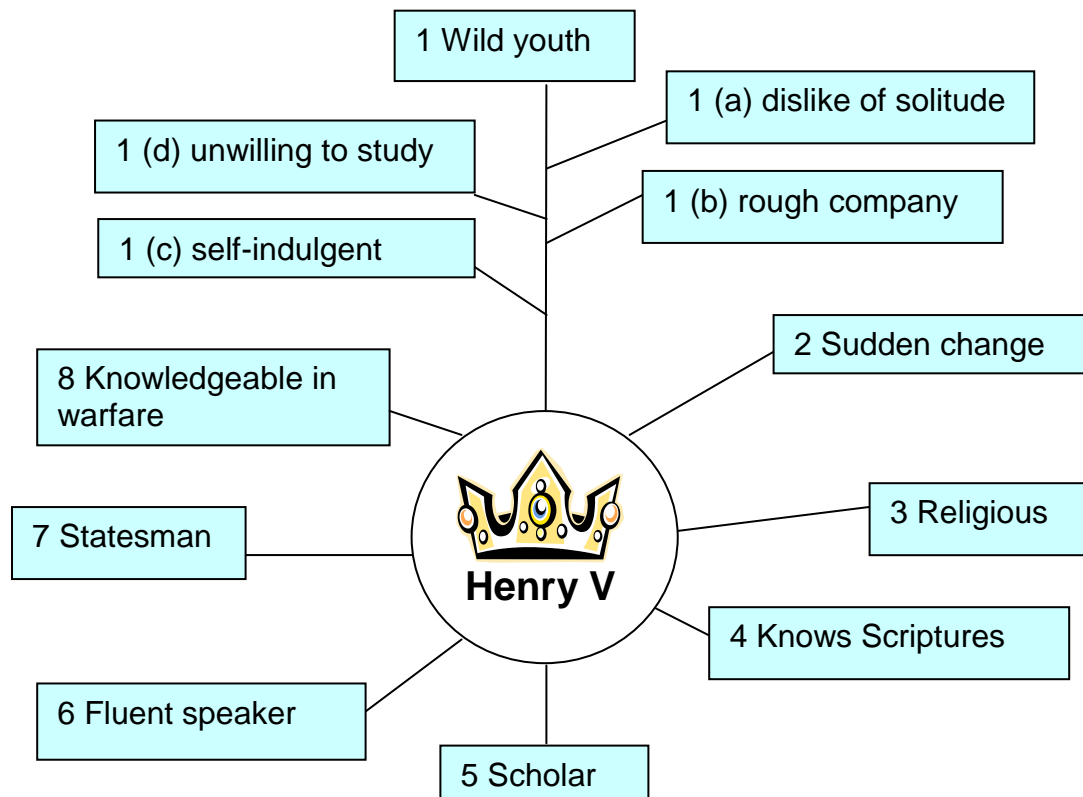 1 Wild youth
1 (a) dislike of solitude
1 (d) unwilling to study
1 (b) rough company
1 (c) self-indulgent
2 Sudden change
8 Knowledgeable in
warfare
3 Religious
7 Statesman
Henry V
4 Knows Scriptures
6 Fluent speaker
5 Scholar